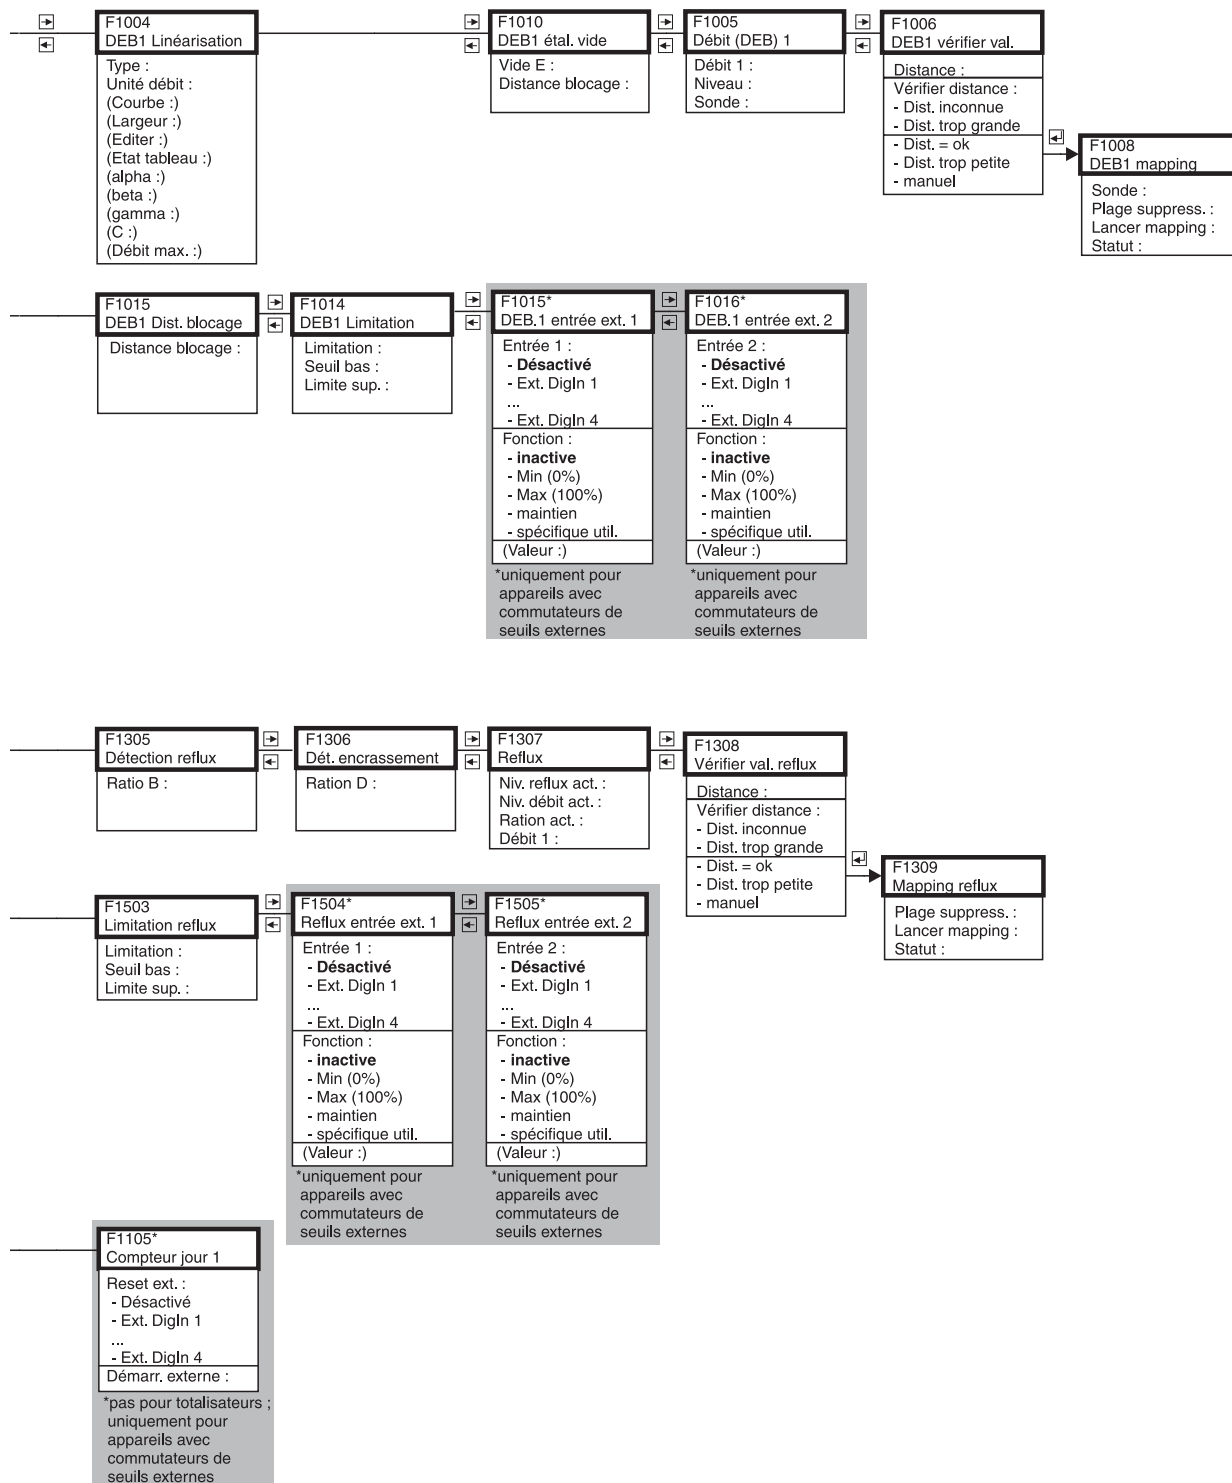 F1004
DEB1 Linéarisation
Type :
Unité débit :
(Courbe :)
(Largeur :)
(Editer :)
(Etat tableau :)
(alpha :)
(beta :)
(gamma :)
(C :)
(Débit max. :)
F1010
DEB1 étal. vide
Vide E :
Distance blocage :
F1005
Débit (DEB) 1
Débit 1 :
Niveau :
Sonde :
F1006
DEB1 vérifier val.
Distance :
Vérifier distance :
- Dist. inconnue
- Dist. trop grande
- Dist. = ok
- Dist. trop petite
- manuel
F1008
DEB1 mapping
Sonde :
Plage suppress. :
Lancer mapping :
Statut :
F1015
DEB1 Dist. blocage
Distance blocage :
F1014
DEB1 Limitation
Limitation :
Seuil bas :
Limite sup. :
F1015*
DEB.1 entrée ext. 1
Entrée 1 :
- Désactivé
- Ext. DigIn 1
...
- Ext. DigIn 4
Fonction :
- inactive
- Min (0%)
- Max (100%)
- maintien
- spécifique util.
(Valeur :)
*uniquement pour
appareils avec
commutateurs de
seuils externes
F1016*
DEB.1 entrée ext. 2
Entrée 2 :
- Désactivé
- Ext. DigIn 1
...
- Ext. DigIn 4
Fonction :
- inactive
- Min (0%)
- Max (100%)
- maintien
- spécifique util.
(Valeur :)
*uniquement pour
appareils avec
commutateurs de
seuils externes
F1305
Détection reflux
Ratio B :
F1306
Dét. encrassement
Ration D :
F1307
Reflux
Niv. reflux act. :
Niv. débit act. :
Ration act. :
Débit 1 :
F1308
Vérifier val. reflux
Distance :
Vérifier distance :
- Dist. inconnue
- Dist. trop grande
- Dist. = ok
- Dist. trop petite
- manuel
F1309
Mapping reflux
Plage suppress. :
Lancer mapping :
Statut :
F1503
Limitation reflux
Limitation :
Seuil bas :
Limite sup. :
F1504*
Reflux entrée ext. 1
Entrée 1 :
- Désactivé
- Ext. DigIn 1
...
- Ext. DigIn 4
Fonction :
- inactive
- Min (0%)
- Max (100%)
- maintien
- spécifique util.
(Valeur :)
*uniquement pour
appareils avec
commutateurs de
seuils externes
F1505*
Reflux entrée ext. 2
Entrée 2 :
- Désactivé
- Ext. DigIn 1
...
- Ext. DigIn 4
Fonction :
- inactive
- Min (0%)
- Max (100%)
- maintien
- spécifique util.
(Valeur :)
*uniquement pour
appareils avec
commutateurs de
seuils externes
F1105*
Compteur jour 1
Reset ext. :
- Désactivé
- Ext. DigIn 1
...
- Ext. DigIn 4
Démarr. externe :
*pas pour totalisateurs ;
uniquement pour
appareils avec
commutateurs de
seuils externes